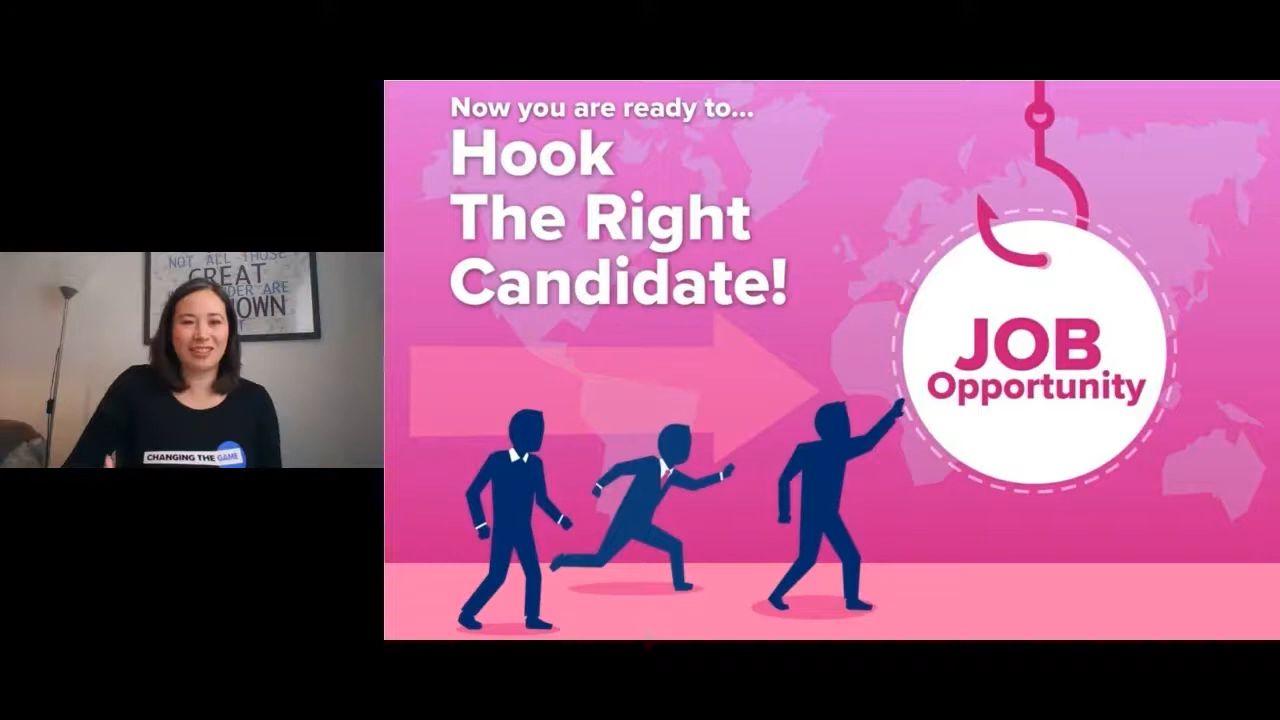 Now you are ready to...
Hook
The Right
Candidate!
JOB
Opportunity
NOT ALL THOSE
GREAT
ARE
OWN
CHANGING THE GAME